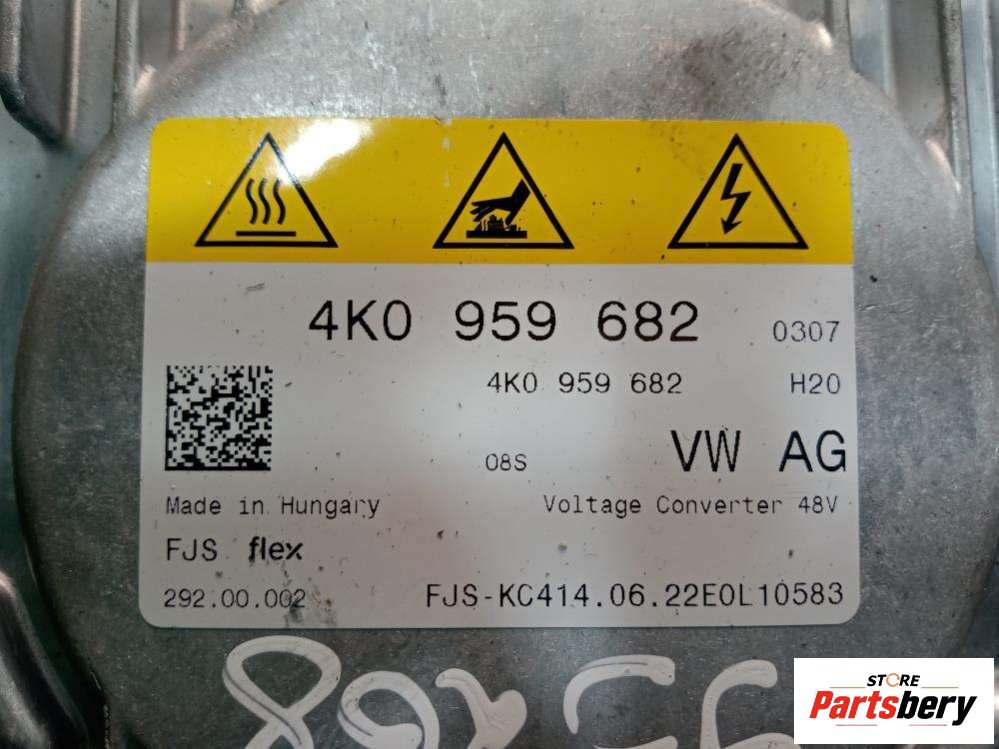 4K0 959 682 0307
4K0 959 682 H20
08S VW AG
Made in Hungary Voltage Converter 48V
FJS flex
292.00.002 FJS-KC414.06.22E0L10583
STORE
Partsbery